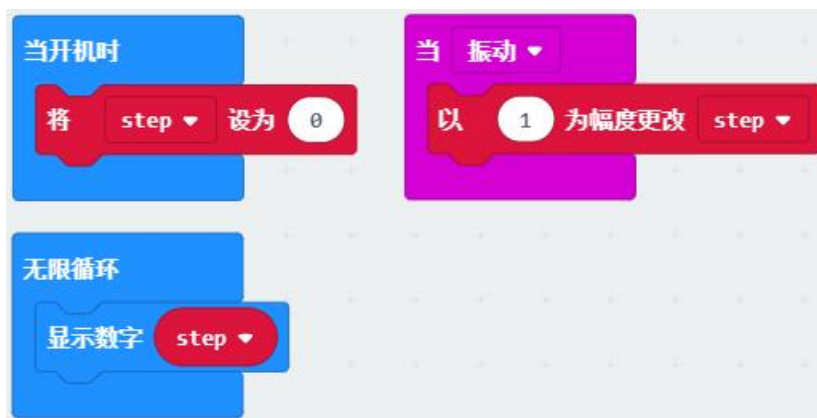 当开机时
将 step 设为 0
当 振动
以 1 为幅度更改 step
无限循环
显示数字 step